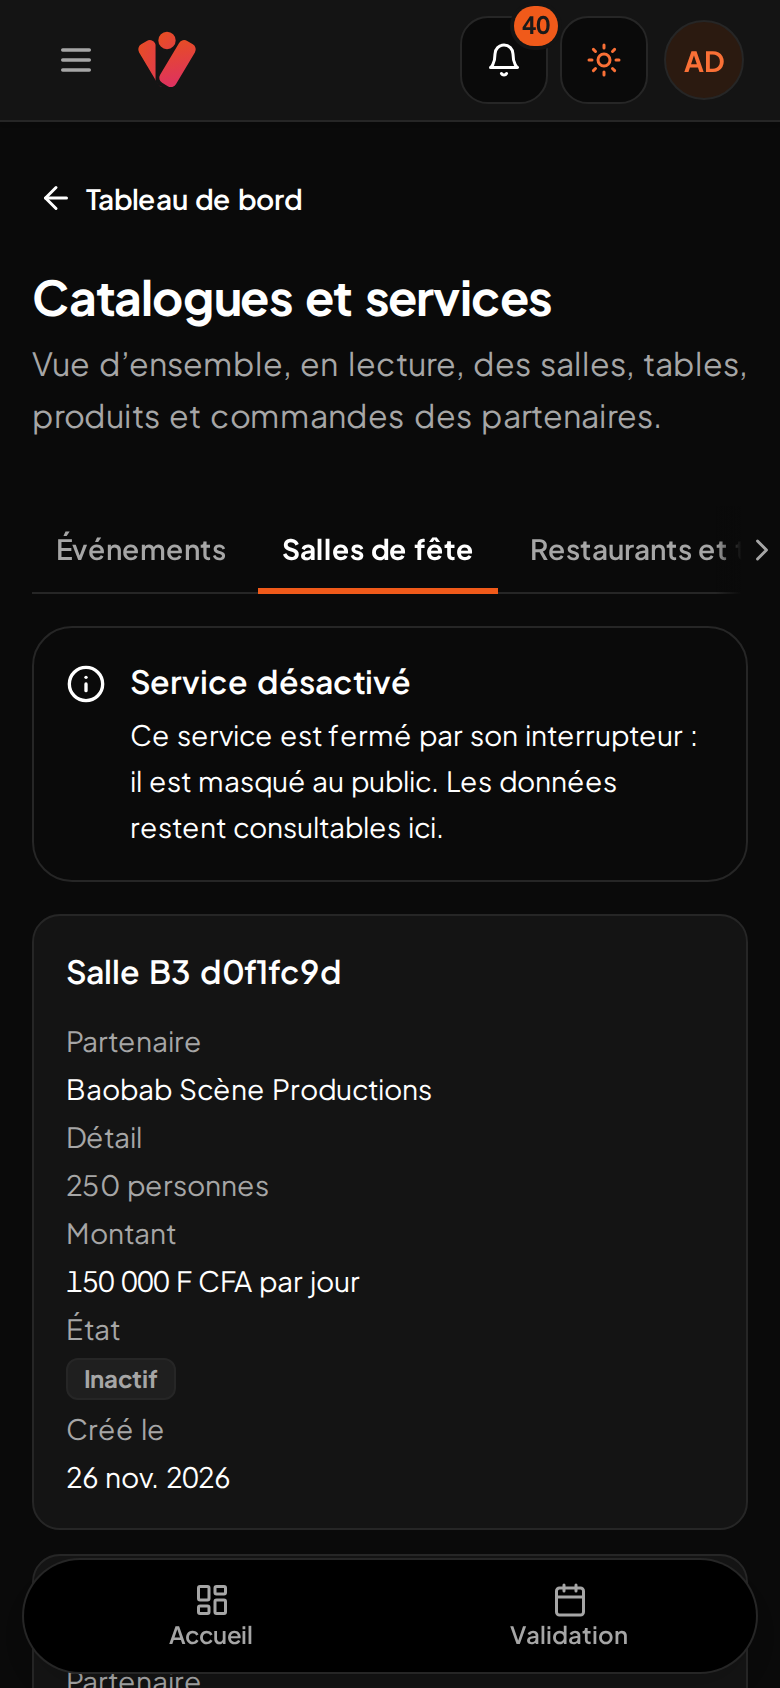 40
AD
Tableau de bord
Catalogues et services
Vue d’ensemble, en lecture, des salles, tables,
produits et commandes des partenaires.
Événements
Salles de fête
Restaurants et
Service désactivé
Ce service est fermé par son interrupteur :
il est masqué au public. Les données
restent consultables ici.
Salle B3 d0f1fc9d
Partenaire
Baobab Scène Productions
Détail
250 personnes
Montant
150 000 F CFA par jour
État
Inactif
Créé le
26 nov. 2026
Accueil
Validation
Partenaire